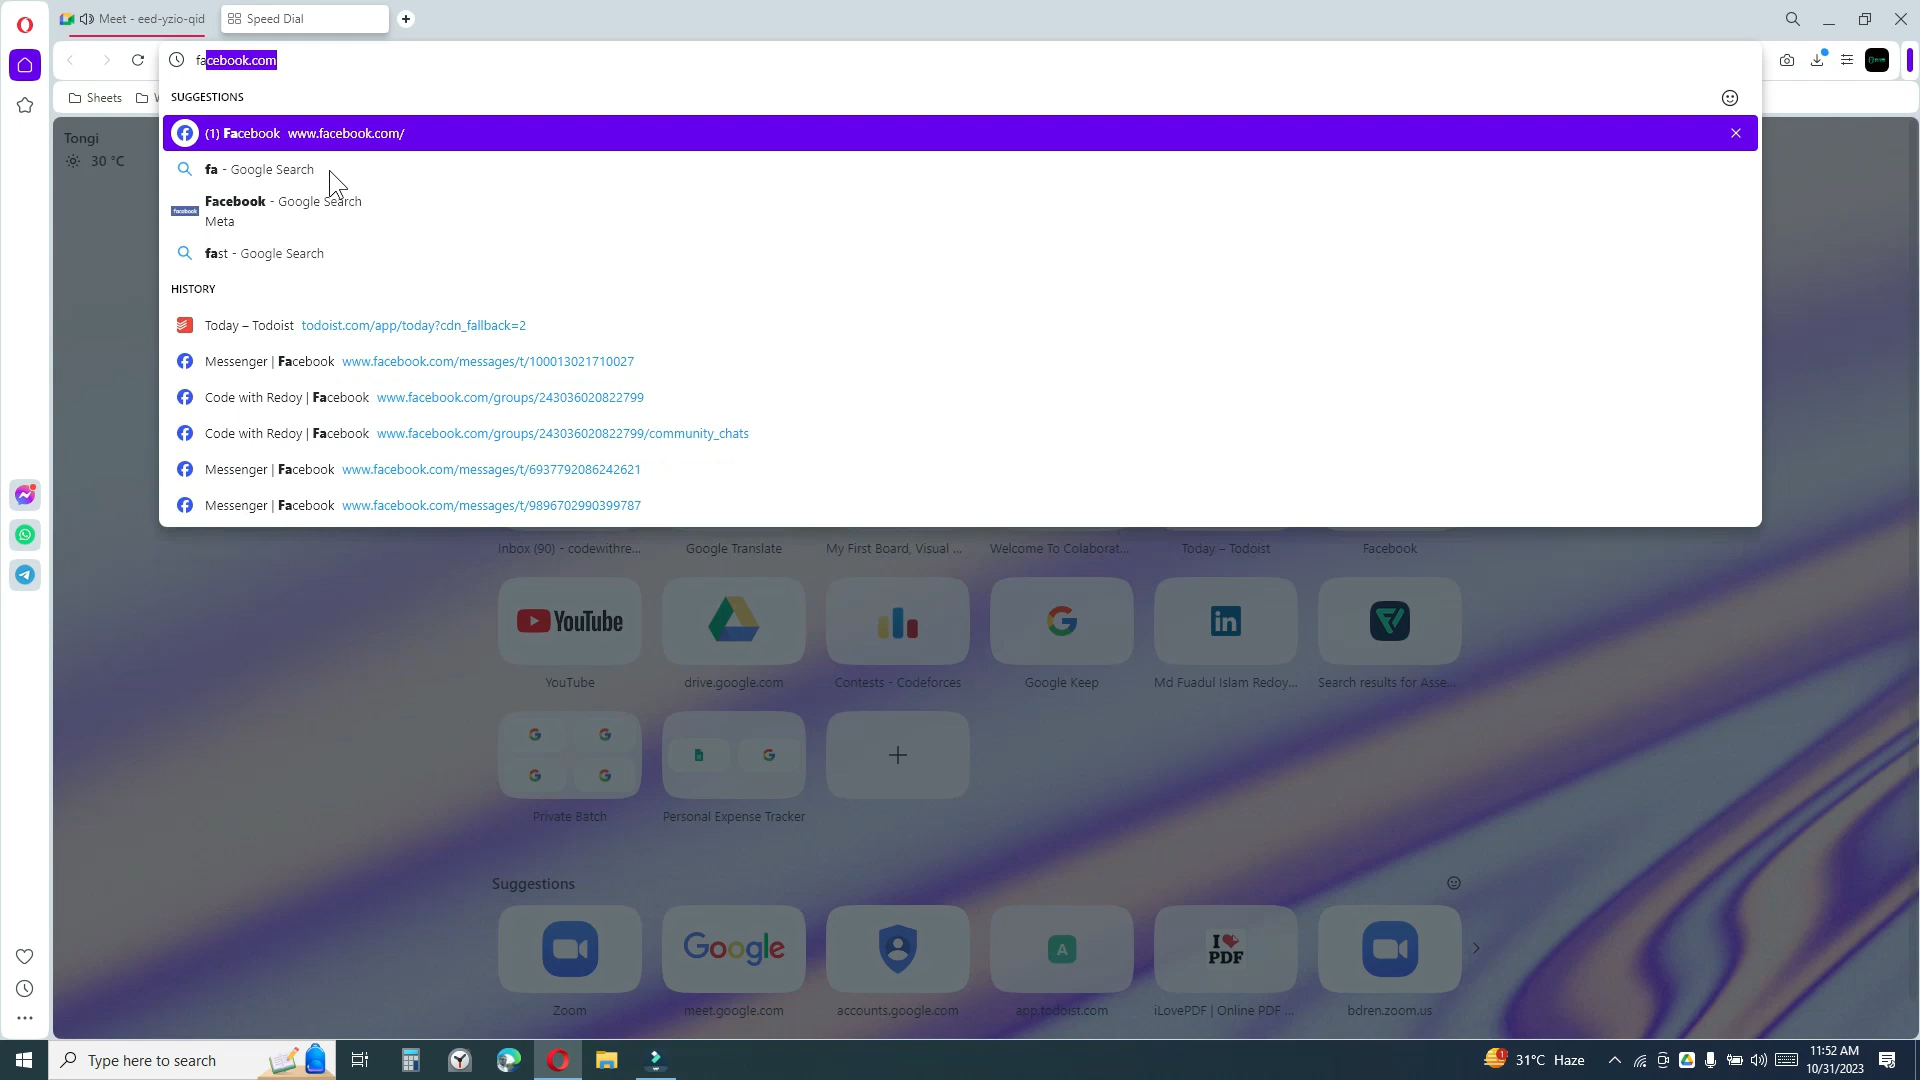 Meet - eed-yzio-qid
Speed Dial
facebook.com
Sheets
SUGGESTIONS
Tongi
30 °C
(1) Facebook www.facebook.com/
fa - Google Search
facebook
Facebook - Google Search
Meta
fast - Google Search
HISTORY
Today – Todoist todoist.com/app/today?cdn_fallback=2
Messenger | Facebook www.facebook.com/messages/t/100013021710027
Code with Redoy | Facebook www.facebook.com/groups/243036020822799
Code with Redoy | Facebook www.facebook.com/groups/243036020822799/community_chats
Messenger | Facebook www.facebook.com/messages/t/6937792086242621
Messenger | Facebook www.facebook.com/messages/t/9896702990399787
Inbox (90) - codewithre... Google Translate My First Board, Visual ... Welcome To Colaborat... Today – Todoist Facebook
YouTube
YouTube drive.google.com Contests - Codeforces Google Keep Md Fuadul Islam Redoy... Search results for Asse...
Private Batch Personal Expense Tracker
Suggestions
Google
A
I PDF
Zoom meet.google.com accounts.google.com app.todoist.com iLovePDF | Online PDF ... bdren.zoom.us
Type here to search
1
31°C Haze
11:52 AM
10/31/2023